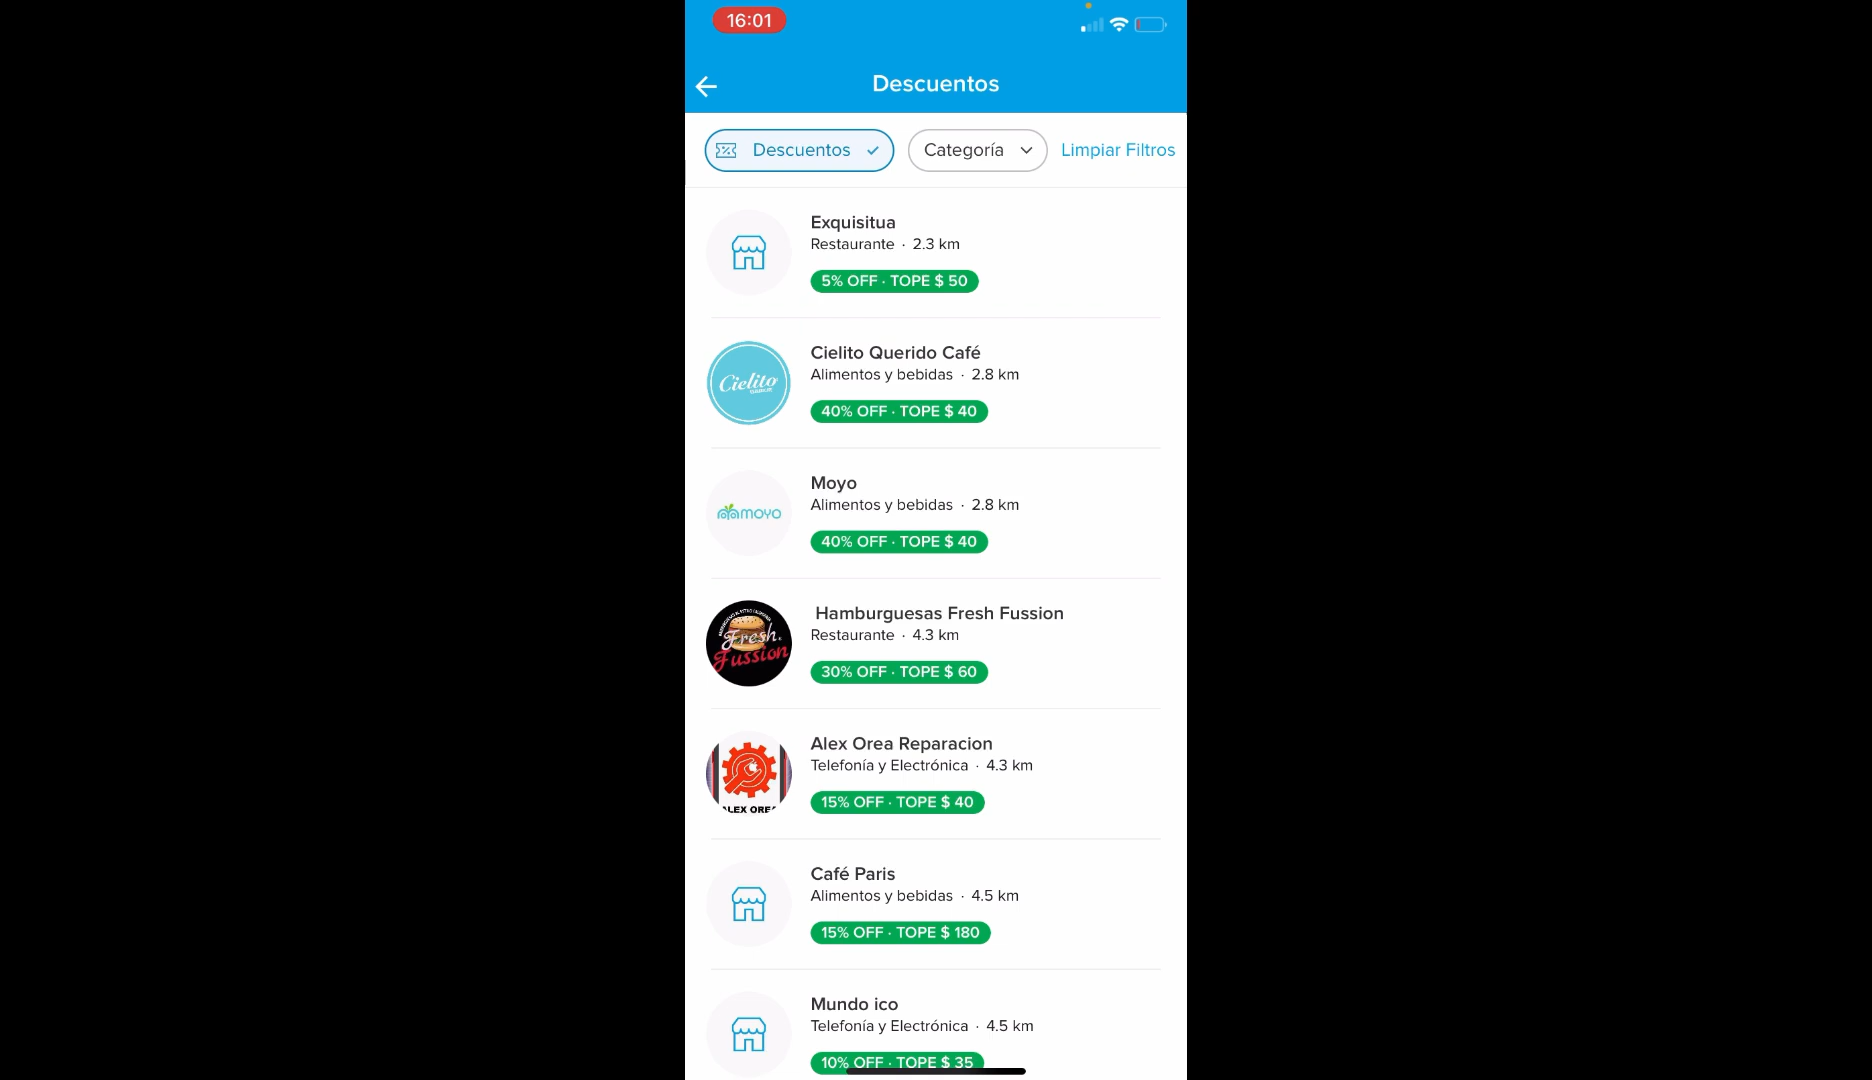 16:01
Descuentos
Descuentos
Categoría
Limpiar Filtros
Exquisitua
Restaurante · 2.3 km
5% OFF · TOPE $ 50
Cielito
Cielito Querido Café
Alimentos y bebidas · 2.8 km
40% OFF · TOPE $ 40
moyo
Moyo
Alimentos y bebidas · 2.8 km
40% OFF · TOPE $ 40
Fresh.
Fussion
Hamburguesas Fresh Fussion
Restaurante · 4.3 km
30% OFF · TOPE $ 60
ALEX OREA
Alex Orea Reparacion
Telefonía y Electrónica · 4.3 km
15% OFF · TOPE $ 40
Café Paris
Alimentos y bebidas · 4.5 km
15% OFF · TOPE $ 180
Mundo ico
Telefonía y Electrónica · 4.5 km
10% OFF · TOPE $ 35